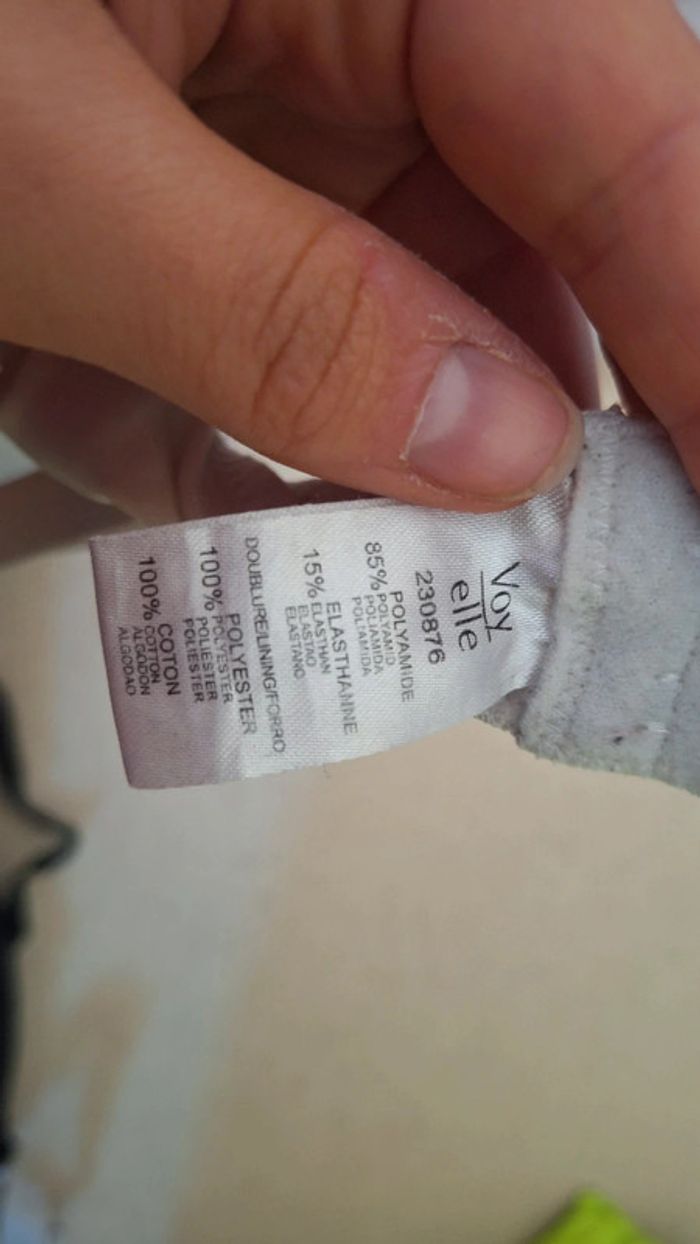 Voy
elle
230876
POLYAMIDE
85% POLYAMID
POLIAMIDA
POLIAMIDA
ELASTHANNE
15% ELASTHAN
ELASTAO
ELASTANO
DOUBLURE/LINING/FORRO
POLYESTER
100% POLYESTER
POLIESTER
POLIÉSTER
COTON
100% COTTON
ALGODON
ALGODAO